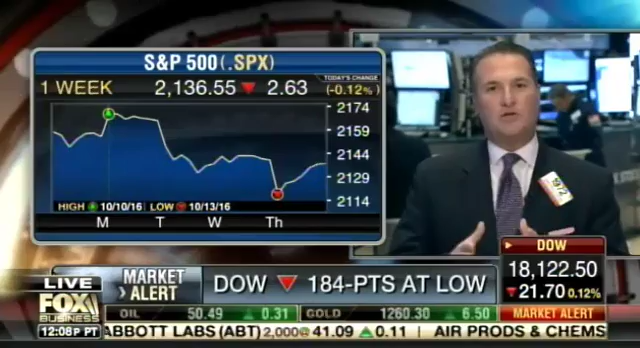 S&P 500 (.SPX)
1 WEEK 2,136.55 ▼ 2.63 TODAY'S CHANGE (-0.12%)
2174
2159
2144
2129
2114
HIGH 10/10/16 LOW 10/13/16
M T W Th
1972
LIVE
FOX
BUSINESS
12:08P PT
MARKET
ALERT
DOW ▼ 184-PTS AT LOW
DOW
18,122.50
▼ 21.70 0.12%
MARKET ALERT
OIL 50.49 ▲ 0.31 GOLD 1260.30 ▲ 6.50
ABBOTT LABS (ABT) 2,000@ 41.09 ▲ 0.11 AIR PRODS & CHEMS